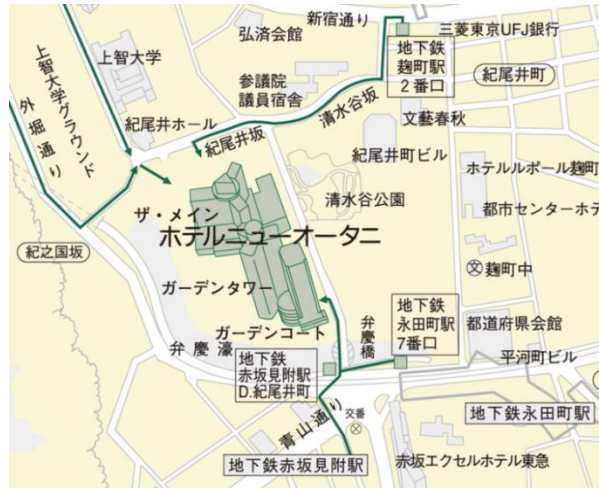 新宿通り
弘済会館
三菱東京UFJ銀行
上智大学
地下鉄
麹町駅
2番口
参議院
議員宿舎
紀尾井町
上智大学グラウンド
外堀通り
清水谷坂
紀尾井ホール
文藝春秋
紀尾井坂
紀尾井町ビル
ホテルルポール麹町
清水谷公園
都市センターホテ
ザ・メイン
ホテルニューオータニ
紀之国坂
文
麹町中
ガーデンタワー
地下鉄
永田町駅
7番口
ガーデンコート
弁慶橋
都道府県会館
弁慶濠
地下鉄
赤坂見附駅
D.紀尾井町
平河町ビル
青山通り
交番
地下鉄永田町駅
地下鉄赤坂見附駅
赤坂エクセルホテル東急